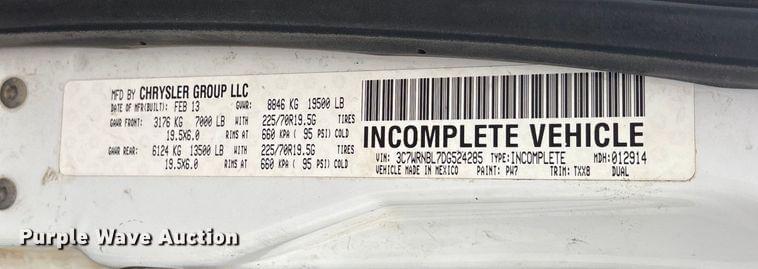 MFD BY CHRYSLER GROUP LLC
DATE OF MFR(BUILT): FEB 13 GVWR: 8846 KG 19500 LB
GAWR FRONT: 3176 KG 7000 LB WITH 225/70R19.5G TIRES
19.5X6.0 RIMS AT 660 KPA ( 95 PSI) COLD
GAWR REAR: 6124 KG 13500 LB WITH 225/70R19.5G TIRES
19.5X6.0 RIMS AT 660 KPA ( 95 PSI) COLD
INCOMPLETE VEHICLE
VIN: 3C7WRNBL7DG524285 TYPE:INCOMPLETE MDH:012914
VEHICLE MADE IN MEXICO PAINT: PW7 TRIM: TXX8 DUAL
Purple Wave Auction